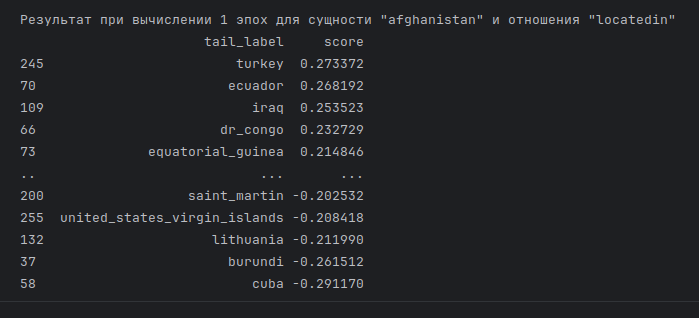 Результат при вычислении 1 эпох для сущности "afghanistan" и отношения "locatedin"
tail_label score
245 turkey 0.273372
70 ecuador 0.268192
109 iraq 0.253523
66 dr_congo 0.232729
73 equatorial_guinea 0.214846
.. ... ...
200 saint_martin -0.202532
255 united_states_virgin_islands -0.208418
132 lithuania -0.211990
37 burundi -0.261512
58 cuba -0.291170